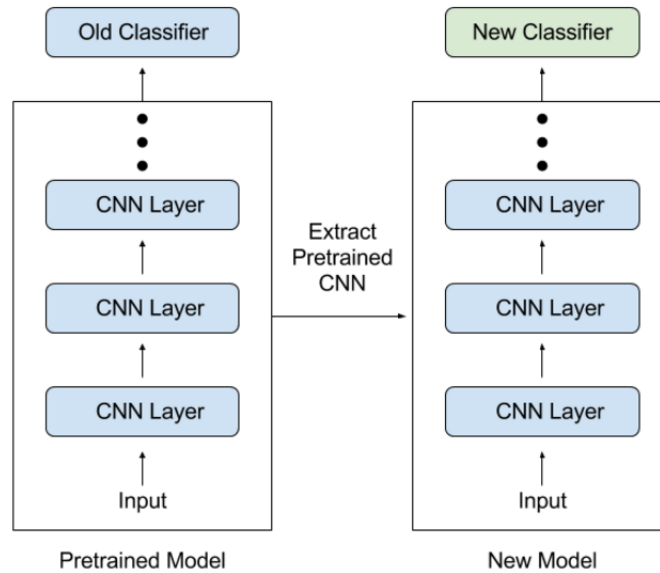 Old Classifier
CNN Layer
CNN Layer
CNN Layer
Input
Pretrained Model
Extract
Pretrained
CNN
New Classifier
CNN Layer
CNN Layer
CNN Layer
Input
New Model